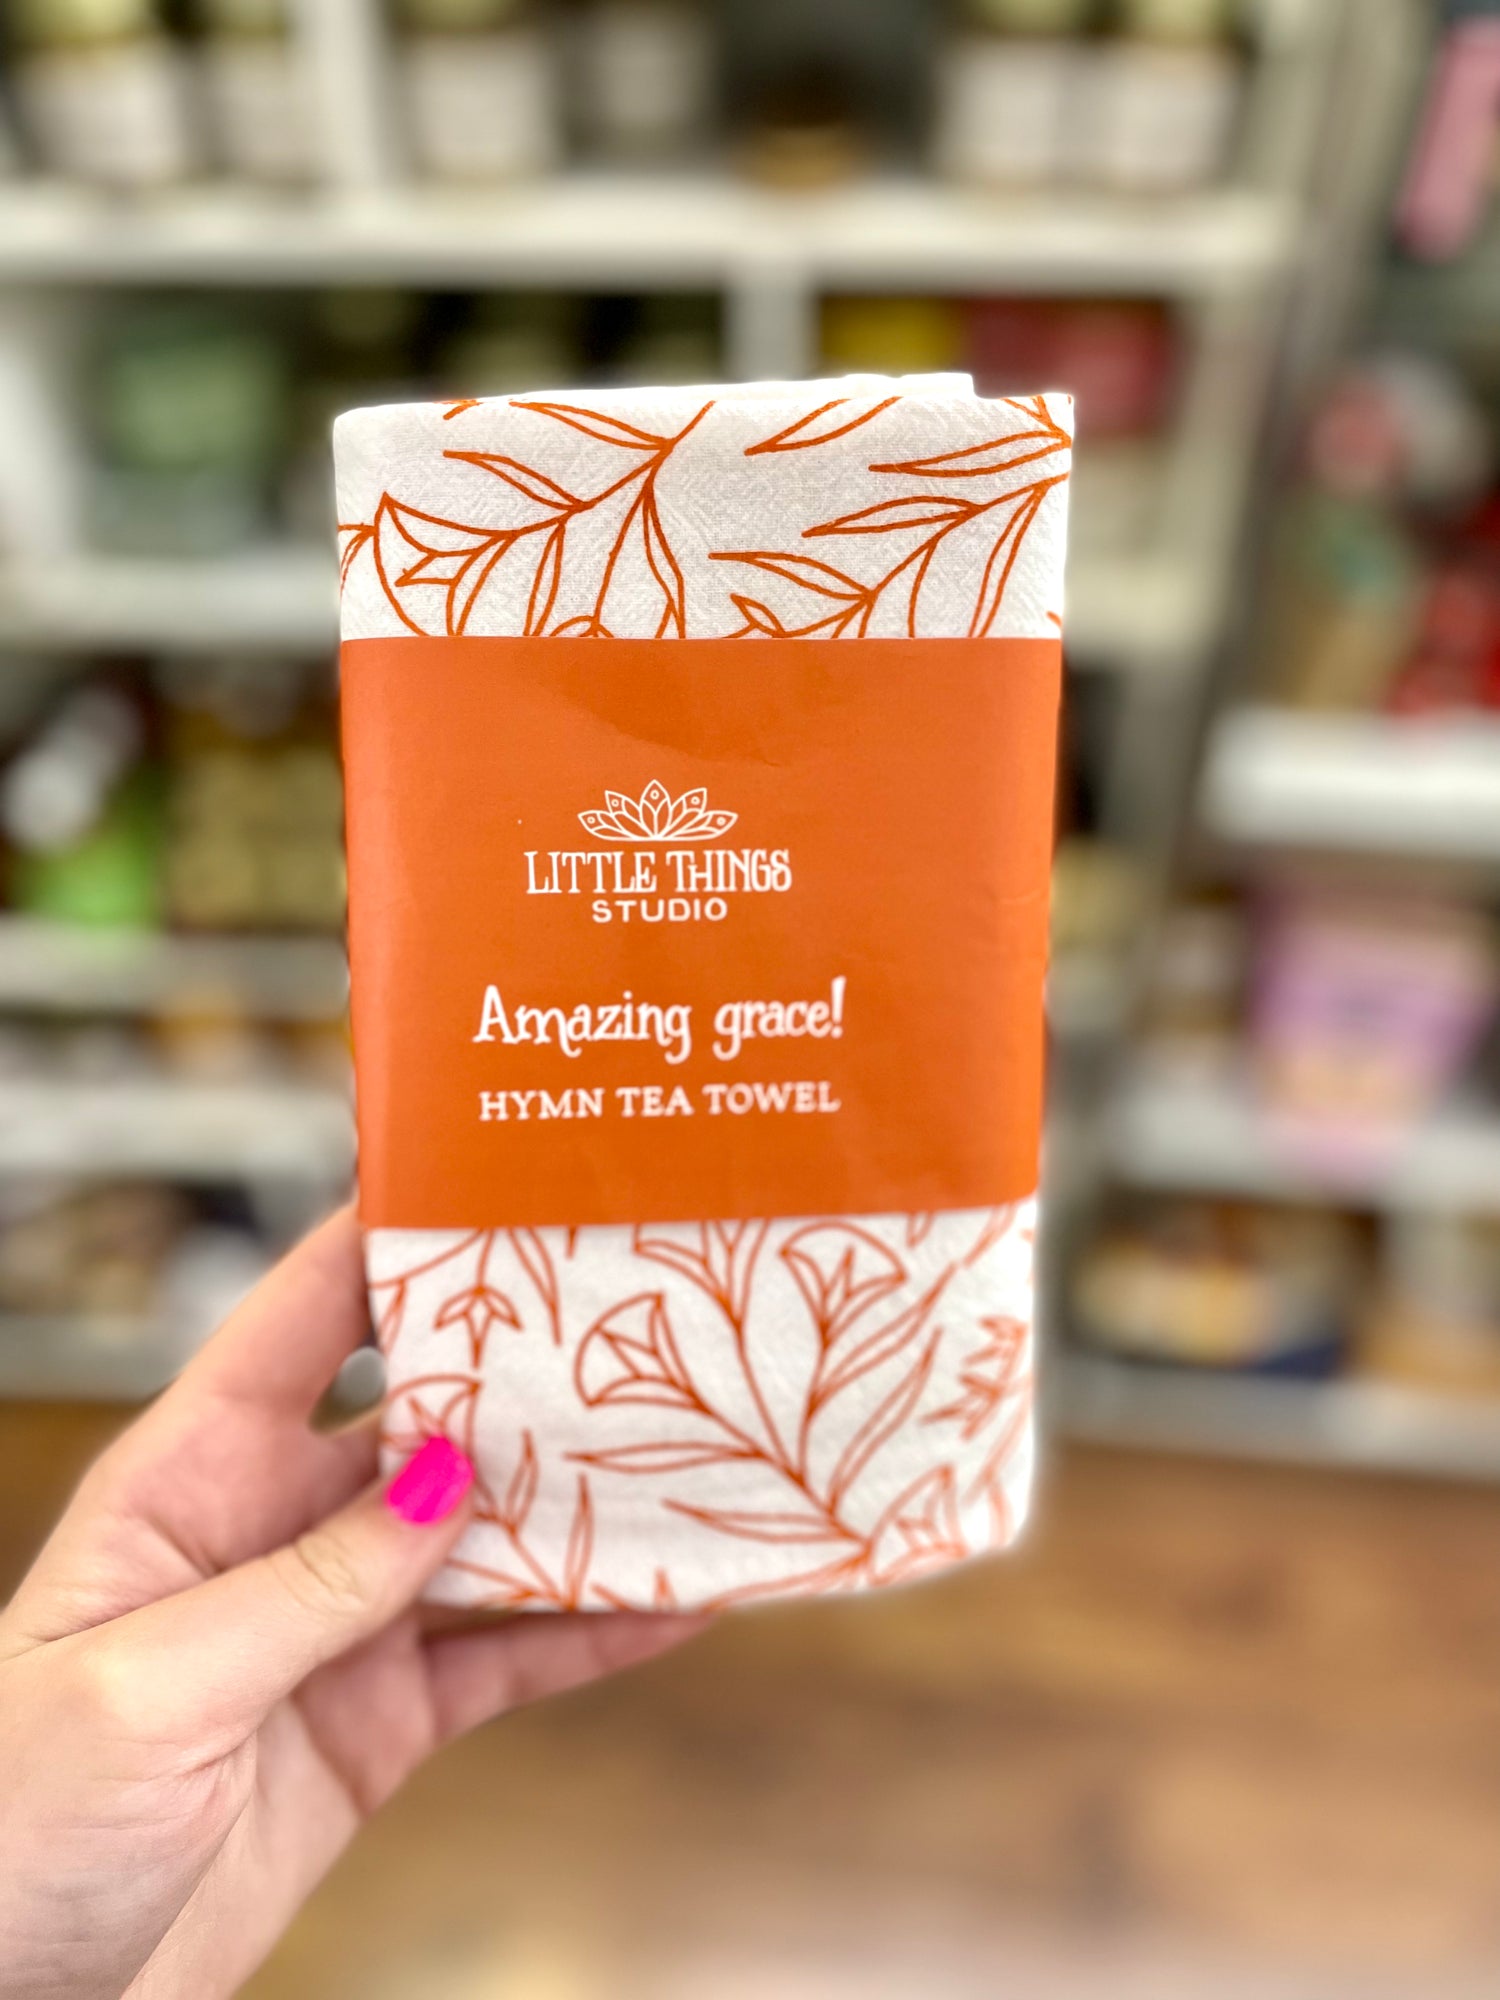 LITTLE THINGS
STUDIO
Amazing grace!
HYMN TEA TOWEL